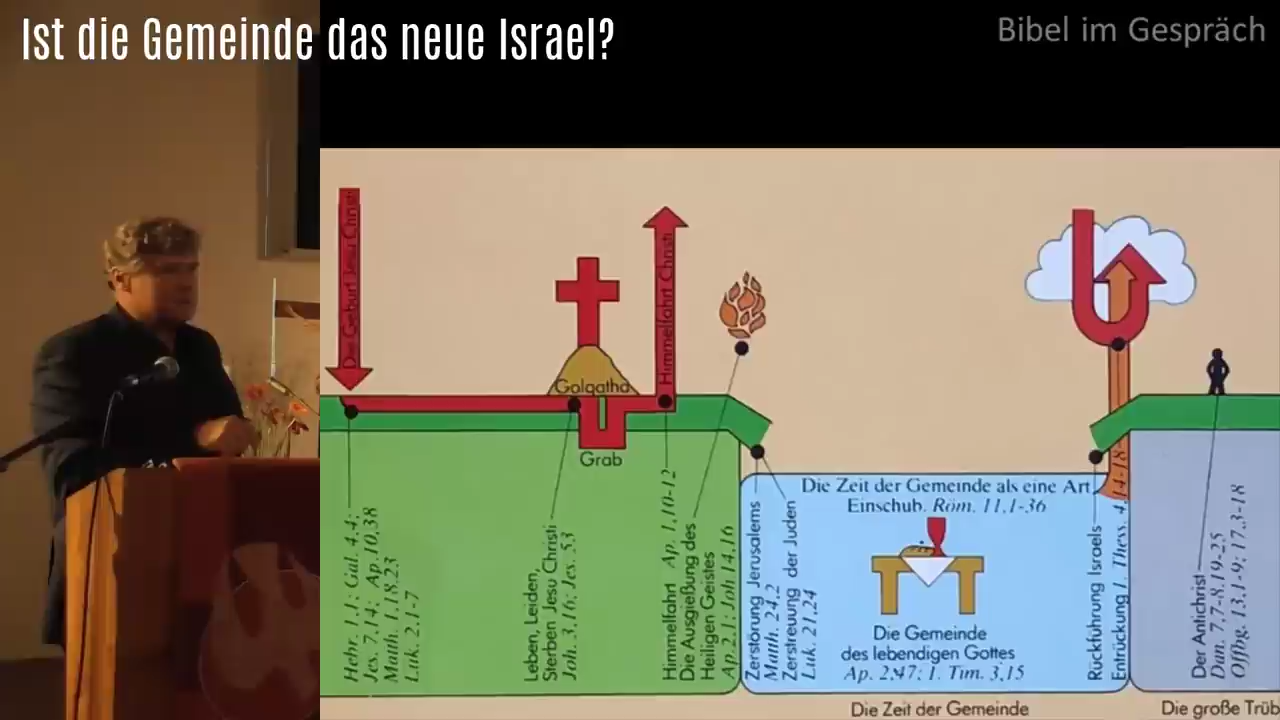 Ist die Gemeinde das neue Israel?
Bibel im Gespräch
Die Geburt Jesu Christi
Golgatha
Grab
Himmelfahrt Christi
Hebr. 1,1; Gal. 4,4;
Jes. 7,14; Ap. 10,38
Matth. 1,18.23
Luk. 2,1-7
Leben, Leiden,
Sterben Jesu Christi
Joh. 3,16; Jes. 53
Himmelfahrt Ap. 1,10-12
Die Ausgießung des
Heiligen Geistes
Ap. 2,1; Joh 14,16
Zerstörung Jerusalems
Matth. 24,2
Zerstreuung der Juden
Luk. 21,24
Die Zeit der Gemeinde als eine Art
Einschub. Röm. 11,1-36
Die Gemeinde
des lebendigen Gottes
Ap. 2,47; 1. Tim. 3,15
Rückführung Israels
Entrückung 1. Thess. 4,14-18
Der Antichrist
Dan. 7,7-8.19-25
Offbg. 13,1-9; 17,3-18
Die Zeit der Gemeinde
Die große Trüb